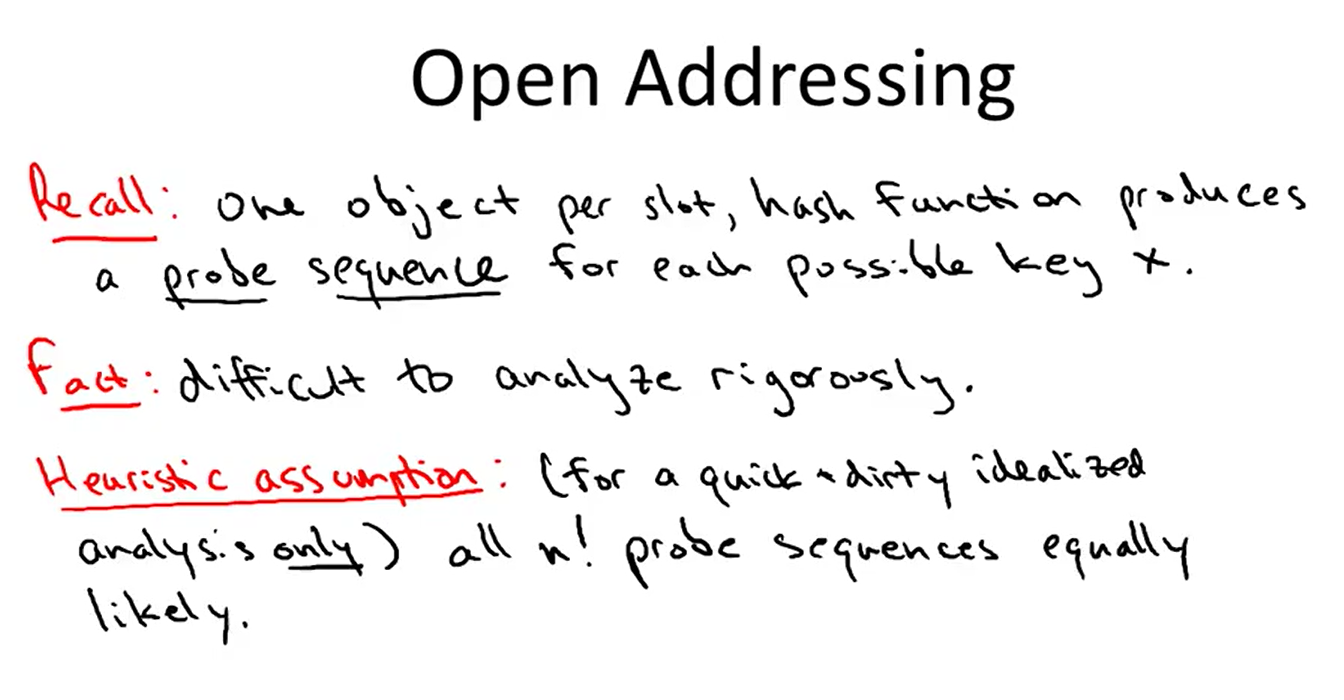 Open Addressing
Recall: one object per slot, hash function produces
a probe sequence for each possible key x.
Fact: difficult to analyze rigorously.
Heuristic assumption: (for a quick + dirty idealized
analysis only) all n! probe sequences equally
likely.